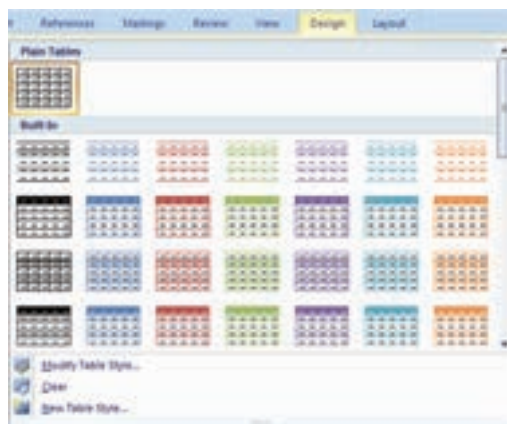 References Mailings Review View Design Layout
Plain Tables
Built-In
Modify Table Style...
Clear
New Table Style...